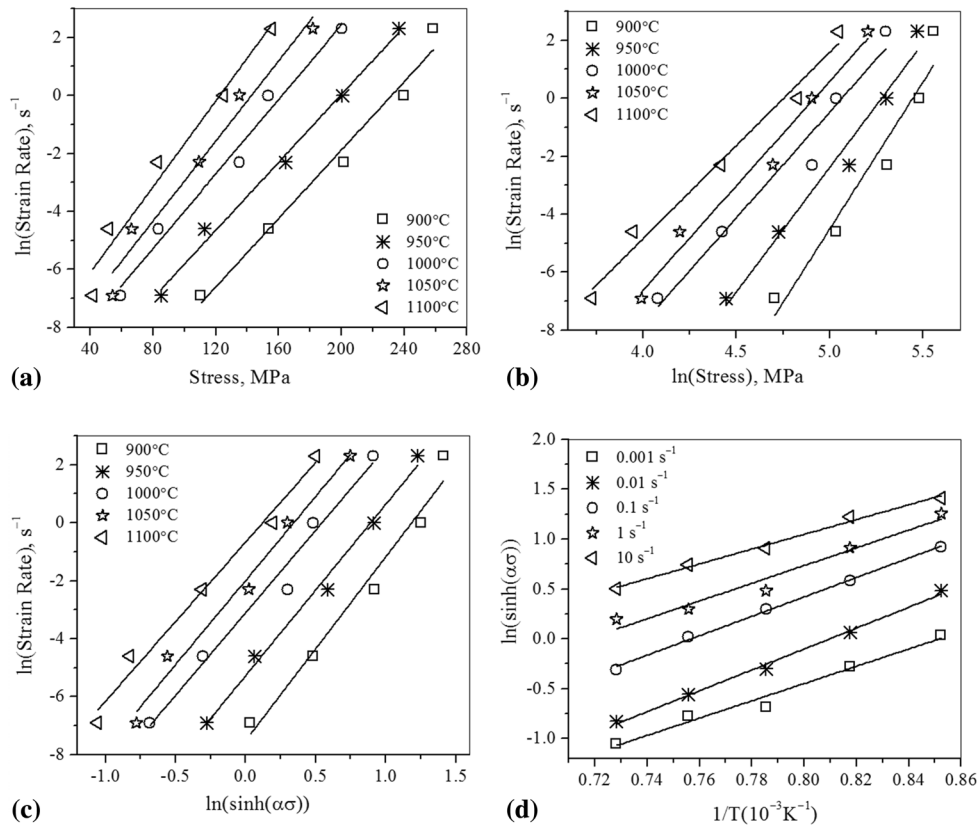 ln(Strain Rate), s⁻¹
2
0
-2
-4
-6
-8
40
80
120
160
200
240
280
Stress, MPa
900°C
950°C
1000°C
1050°C
1100°C
(a)
ln(Strain Rate), s⁻¹
2
0
-2
-4
-6
-8
4.0
4.5
5.0
5.5
ln(Stress), MPa
900°C
950°C
1000°C
1050°C
1100°C
(b)
ln(Strain Rate), s⁻¹
2
0
-2
-4
-6
-8
-1.0
-0.5
0.0
0.5
1.0
1.5
ln(sinh(ασ))
900°C
950°C
1000°C
1050°C
1100°C
(c)
ln(sinh(ασ))
2.0
1.5
1.0
0.5
0.0
-0.5
-1.0
0.72
0.74
0.76
0.78
0.80
0.82
0.84
0.86
1/T(10⁻³K⁻¹)
0.001 s⁻¹
0.01 s⁻¹
0.1 s⁻¹
1 s⁻¹
10 s⁻¹
(d)